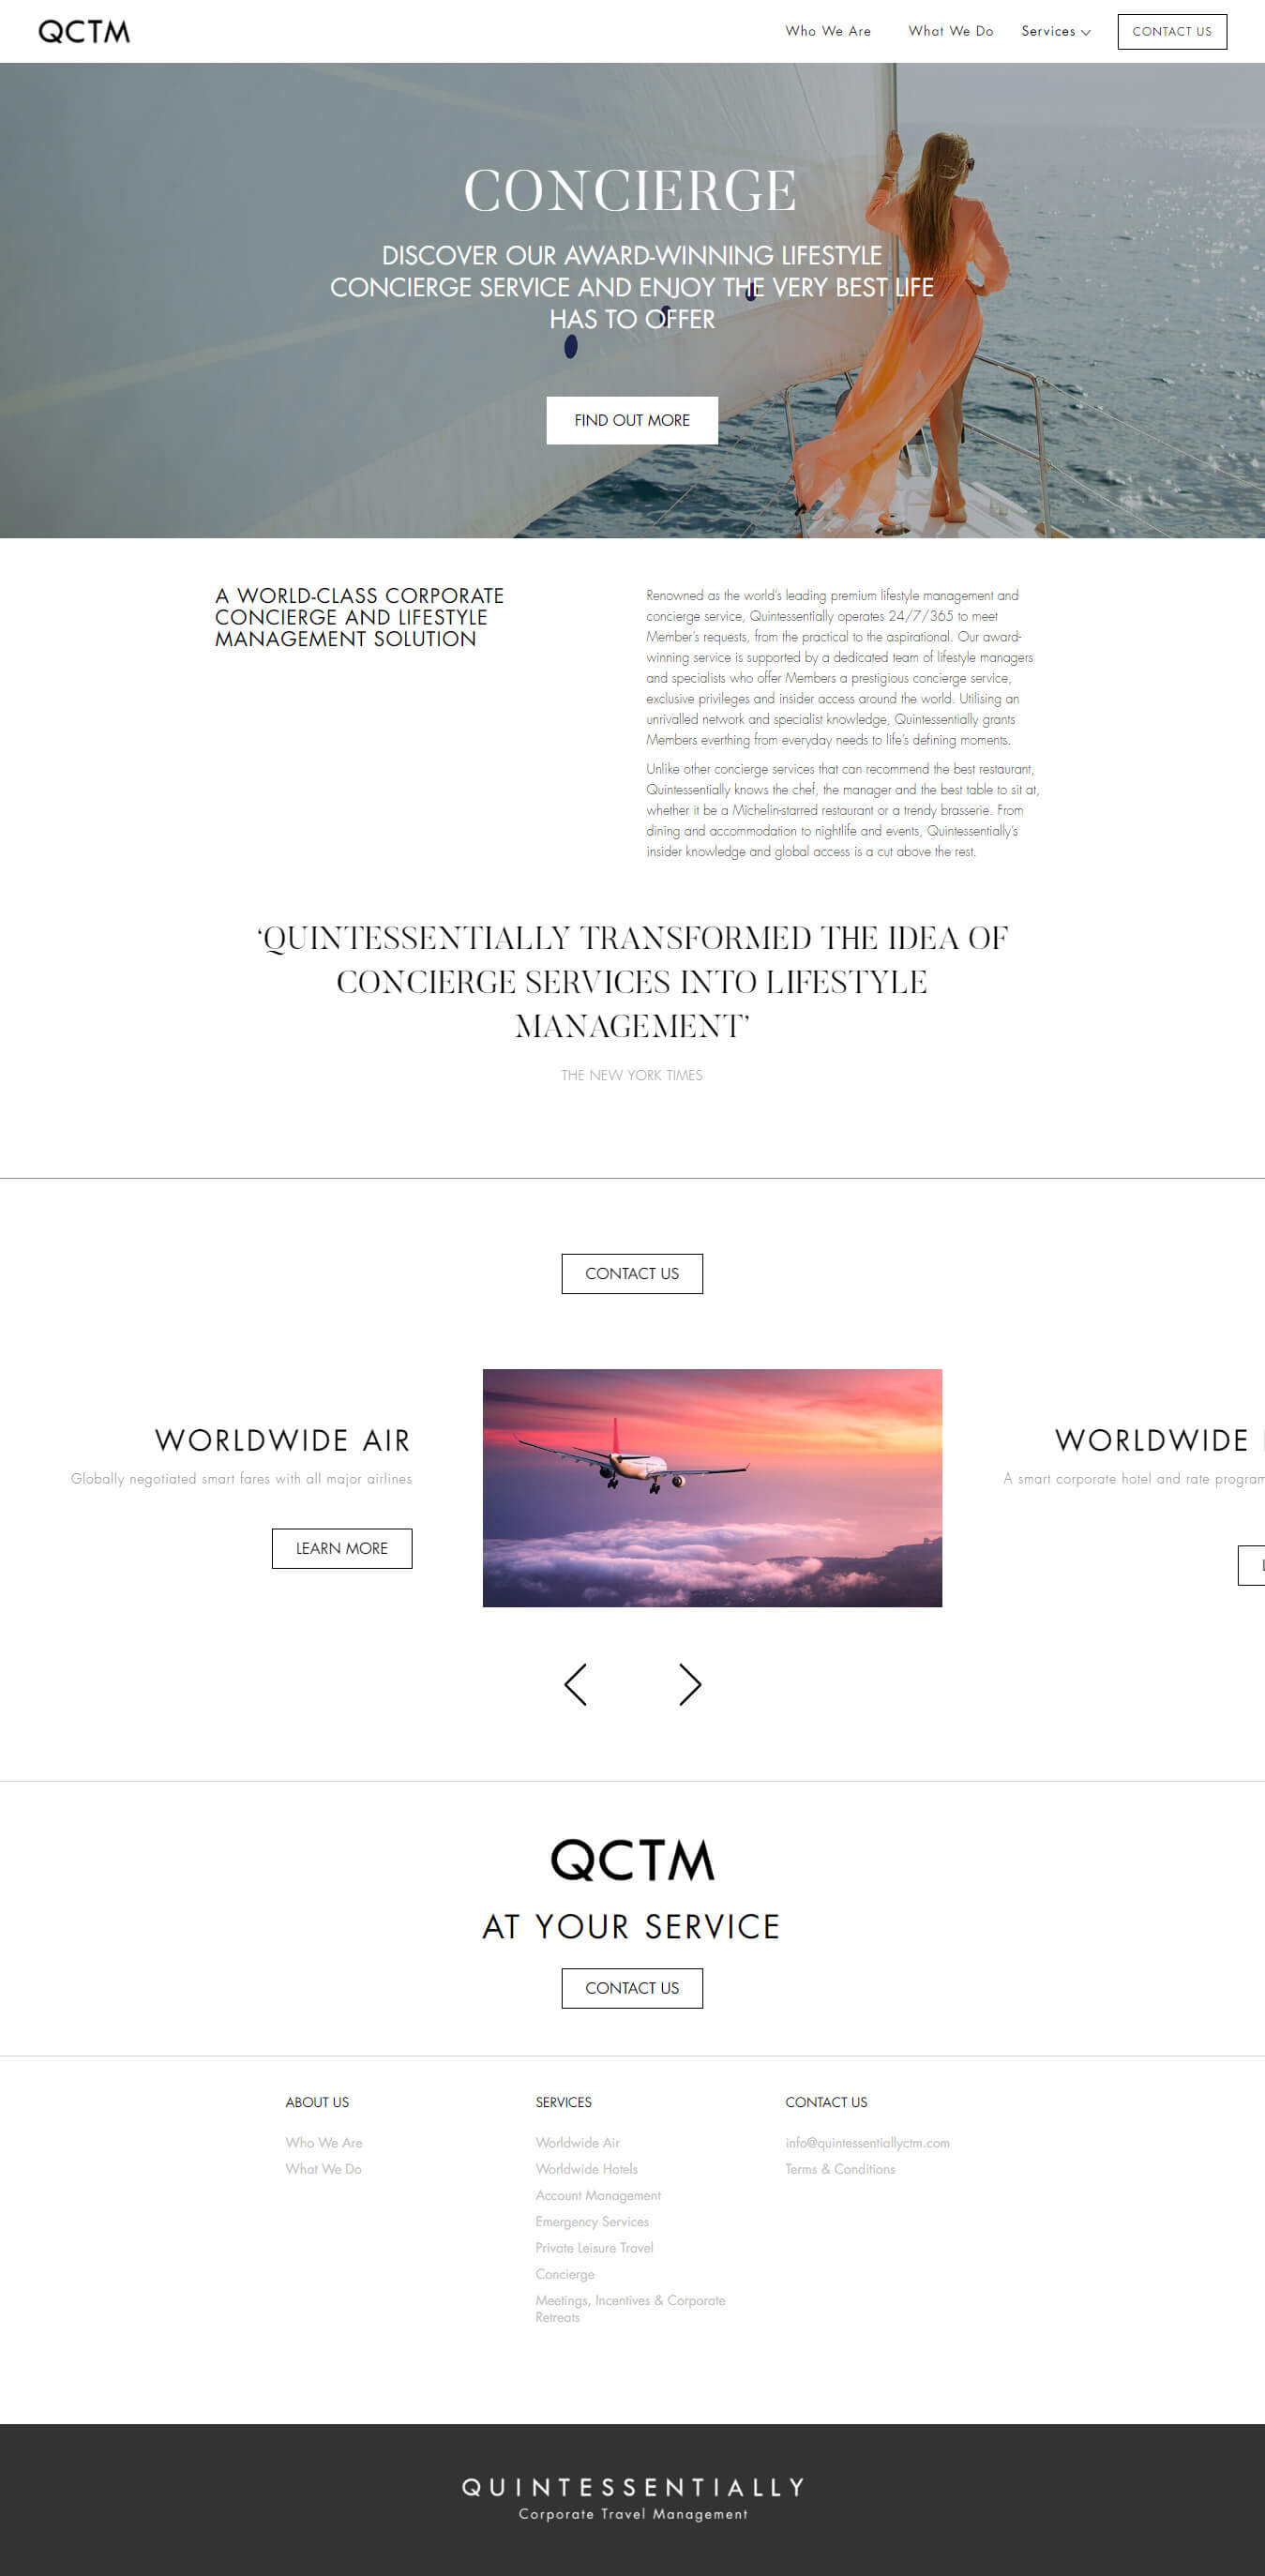 QCTM
Who We Are
What We Do
Services
CONTACT US
CONCIERGE
DISCOVER OUR AWARD-WINNING LIFESTYLE
CONCIERGE SERVICE AND ENJOY THE VERY BEST LIFE
HAS TO OFFER
FIND OUT MORE
A WORLD-CLASS CORPORATE
CONCIERGE AND LIFESTYLE
MANAGEMENT SOLUTION
Renowned as the world's leading premium lifestyle management and
concierge service, Quintessentially operates 24/7/365 to meet
Member's requests, from the practical to the aspirational. Our award-
winning service is supported by a dedicated team of lifestyle managers
and specialists who offer Members a prestigious concierge service,
exclusive privileges and insider access around the world. Utilising an
unrivalled network and specialist knowledge, Quintessentially grants
Members everthing from everyday needs to life's defining moments.
Unlike other concierge services that can recommend the best restaurant,
Quintessentially knows the chef, the manager and the best table to sit at,
whether it be a Michelin-starred restaurant or a trendy brasserie. From
dining and accommodation to nightlife and events, Quintessentially's
insider knowledge and global access is a cut above the rest.
‘QUINTESSENTIALLY TRANSFORMED THE IDEA OF
CONCIERGE SERVICES INTO LIFESTYLE
MANAGEMENT’
THE NEW YORK TIMES
CONTACT US
WORLDWIDE AIR
Globally negotiated smart fares with all major airlines
LEARN MORE
WORLDWIDE
A smart corporate hotel and rate program
QCTM
AT YOUR SERVICE
CONTACT US
ABOUT US
Who We Are
What We Do
SERVICES
Worldwide Air
Worldwide Hotels
Account Management
Emergency Services
Private Leisure Travel
Concierge
Meetings, Incentives & Corporate
Retreats
CONTACT US
info@quintessentiallyctm.com
Terms & Conditions
QUINTESSENTIALLY
Corporate Travel Management